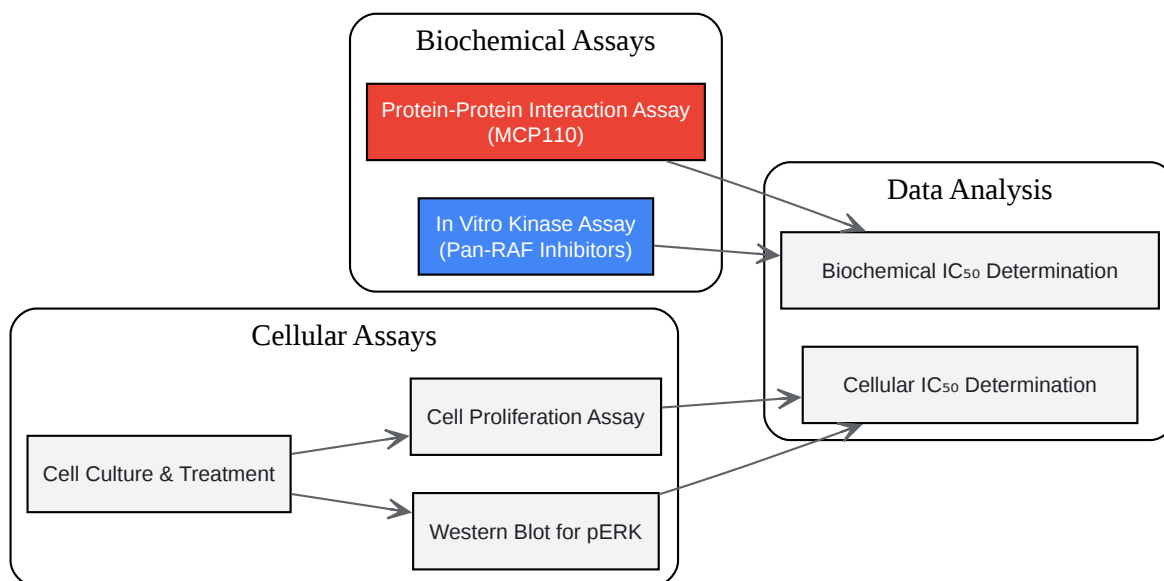 Biochemical Assays
Protein-Protein Interaction Assay
(MCP110)
In Vitro Kinase Assay
(Pan-RAF Inhibitors)
Data Analysis
Biochemical IC₅₀ Determination
Cellular IC₅₀ Determination
Cellular Assays
Cell Proliferation Assay
Cell Culture & Treatment
Western Blot for pERK